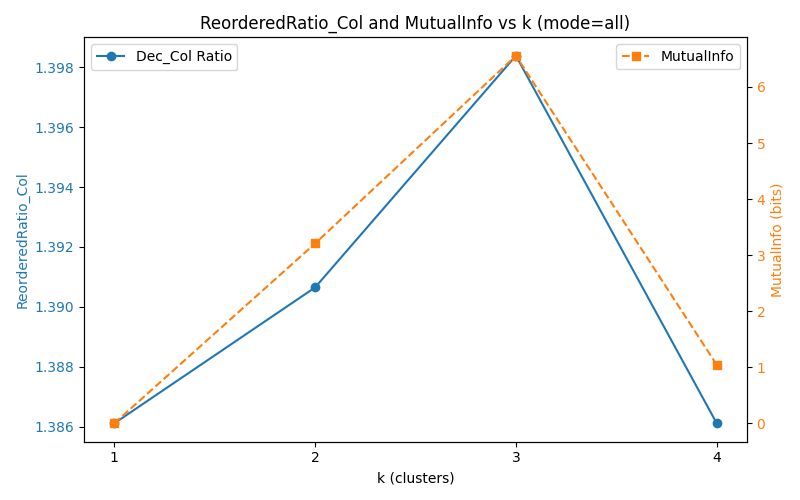 ReorderedRatio_Col and MutualInfo vs k (mode=all)
Dec_Col Ratio
MutualInfo
ReorderedRatio_Col
1.398
1.396
1.394
1.392
1.390
1.388
1.386
MutualInfo (bits)
6
5
4
3
2
1
0
1 2 3 4
k (clusters)